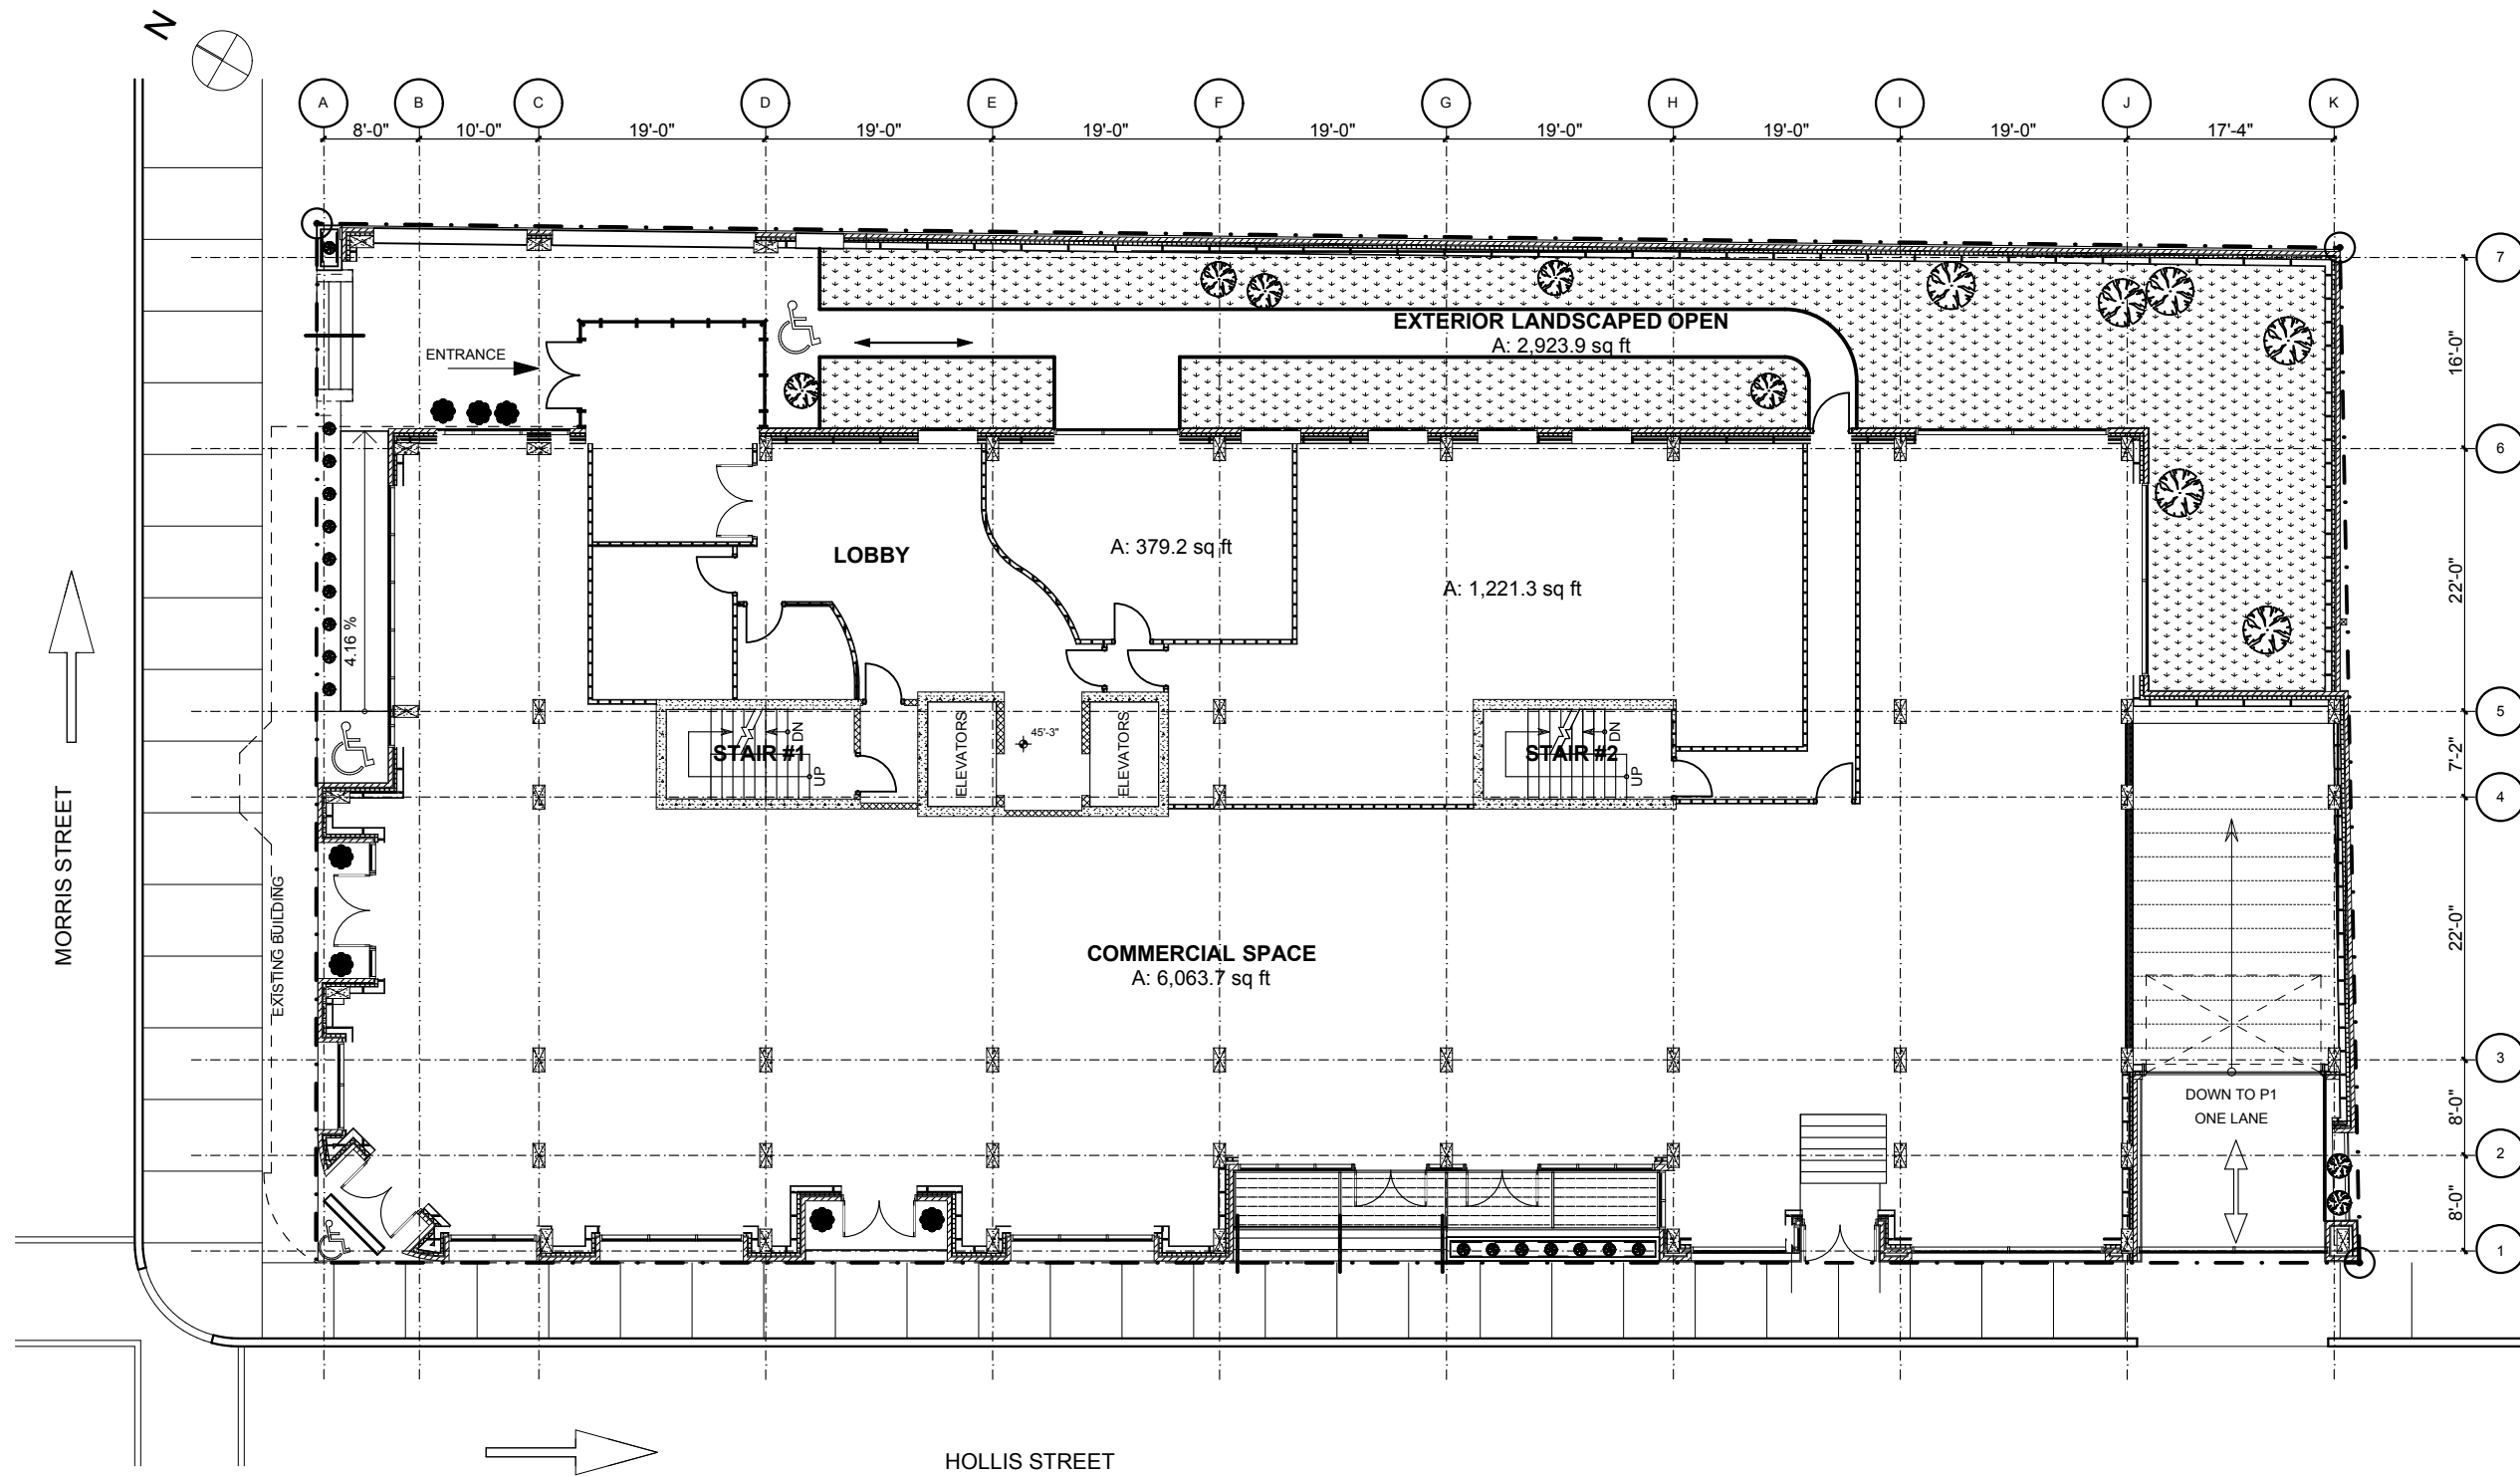 N
A
B
C
D
E
F
G
H
I
J
K
8'-0"
10'-0"
19'-0"
19'-0"
19'-0"
19'-0"
19'-0"
19'-0"
19'-0"
17'-4"
7
EXTERIOR LANDSCAPED OPEN
A: 2,923.9 sq ft
ENTRANCE
16'-0"
6
LOBBY
A: 379.2 sq ft
A: 1,221.3 sq ft
22'-0"
4.16 %
5
STAIR #1
DN
UP
ELEVATORS
45'-3"
ELEVATORS
STAIR #2
DN
UP
7'-2"
4
MORRIS STREET
EXISTING BUILDING
COMMERCIAL SPACE
A: 6,063.7 sq ft
22'-0"
3
DOWN TO P1
ONE LANE
8'-0"
2
8'-0"
1
HOLLIS STREET